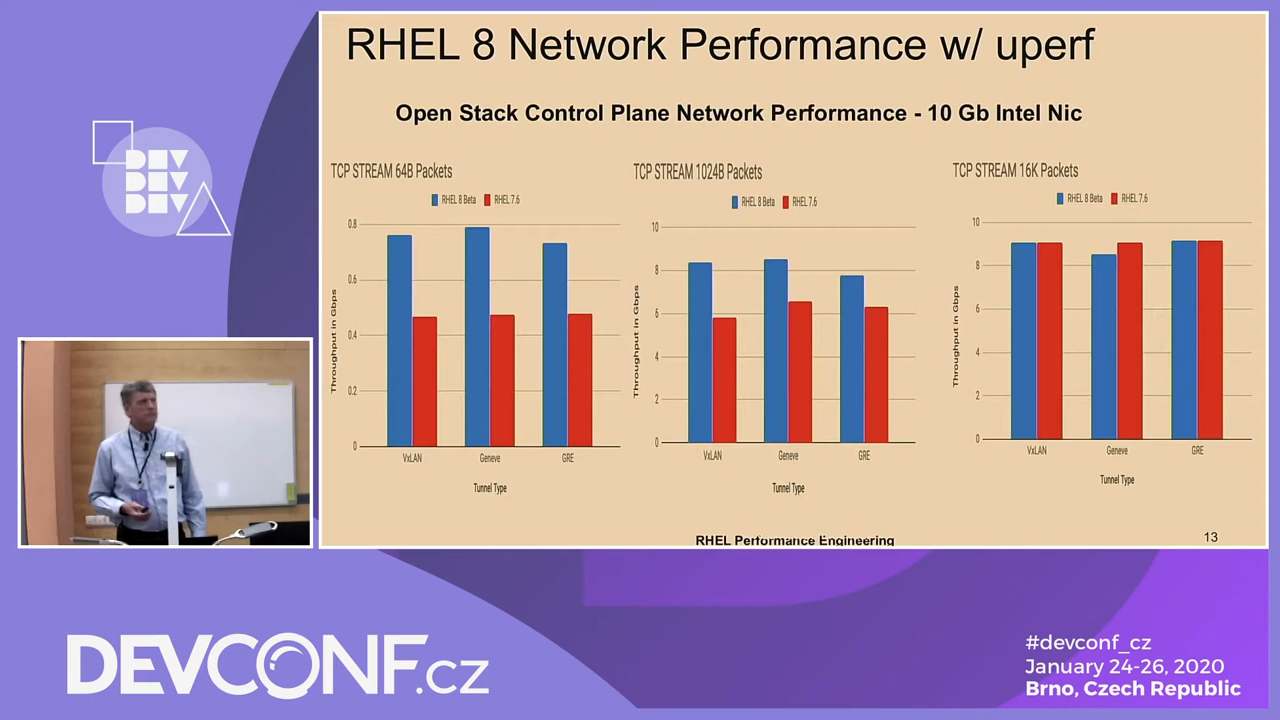 RHEL 8 Network Performance w/ uperf
Open Stack Control Plane Network Performance - 10 Gb Intel Nic
TCP STREAM 64B Packets
RHEL 8 Beta
RHEL 7.6
Throughput in Gbps
0.8
0.6
0.4
0.2
0
VxLAN
Geneve
GRE
Tunnel Type
TCP STREAM 1024B Packets
RHEL 8 Beta
RHEL 7.6
Throughput in Gbps
10
8
6
4
2
0
VxLAN
Geneve
GRE
Tunnel Type
TCP STREAM 16K Packets
RHEL 8 Beta
RHEL 7.6
Throughput in Gbps
10
8
6
4
2
0
VxLAN
Geneve
GRE
Tunnel Type
RHEL Performance Engineering
13
DEV
DEV
DEV
DEVCONF.cz
#devconf_cz
January 24-26, 2020
Brno, Czech Republic